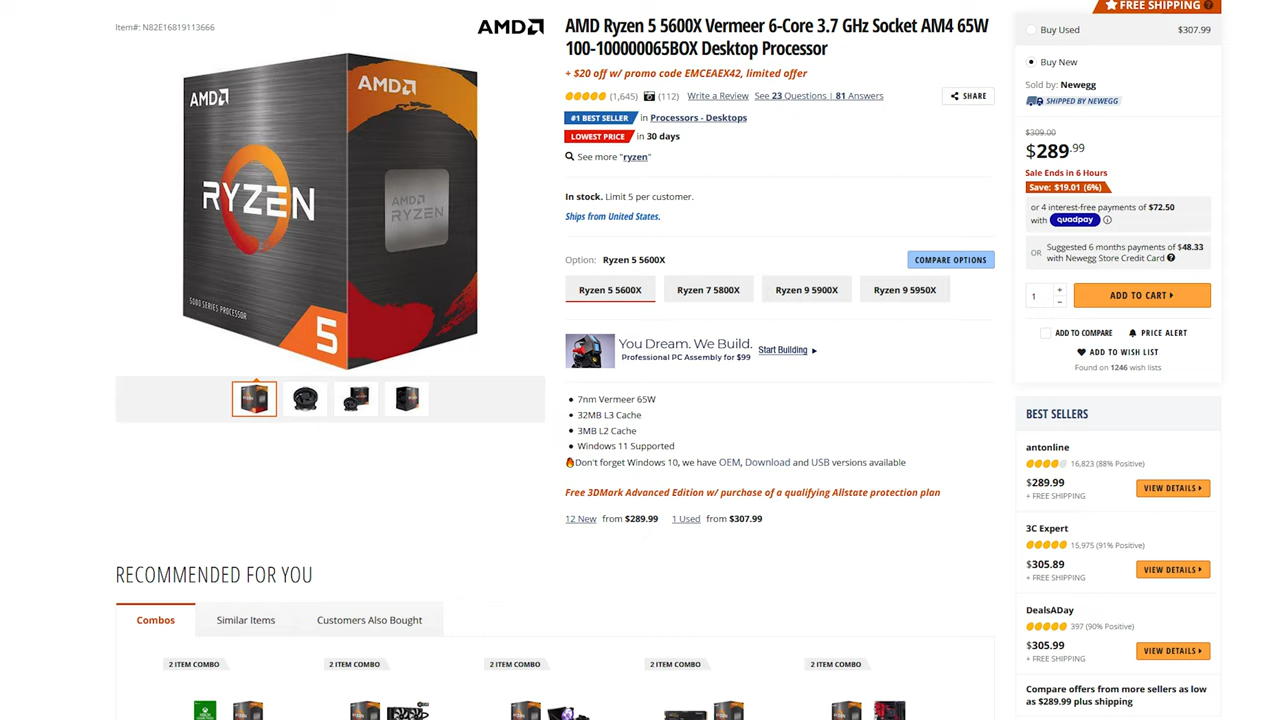 Item#: N82E16819113666
AMD
AMD
AMD
RYZEN
AMD
RYZEN
5000 SERIES PROCESSOR
5
AMD Ryzen 5 5600X Vermeer 6-Core 3.7 GHz Socket AM4 65W
100-100000065BOX Desktop Processor
+ $20 off w/ promo code EMCEAEX42, limited offer
(1,645) (112) Write a Review See 23 Questions | 81 Answers
SHARE
#1 BEST SELLER in Processors - Desktops
LOWEST PRICE in 30 days
See more "ryzen"
In stock. Limit 5 per customer.
Ships from United States.
Option: Ryzen 5 5600X
COMPARE OPTIONS
Ryzen 5 5600X Ryzen 7 5800X Ryzen 9 5900X Ryzen 9 5950X
You Dream. We Build.
Professional PC Assembly for $99
Start Building
7nm Vermeer 65W
32MB L3 Cache
3MB L2 Cache
Windows 11 Supported
Don't forget Windows 10, we have OEM, Download and USB versions available
Free 3DMark Advanced Edition w/ purchase of a qualifying Allstate protection plan
12 New from $289.99 1 Used from $307.99
FREE SHIPPING
Buy Used $307.99
Buy New
Sold by: Newegg
SHIPPED BY NEWEGG
$309.00
$289.99
Sale Ends in 6 Hours
Save: $19.01 (6%)
or 4 interest-free payments of $72.50
with quadpay
OR
Suggested 6 months payments of $48.33
with Newegg Store Credit Card
1
ADD TO CART
ADD TO COMPARE PRICE ALERT
ADD TO WISH LIST
Found on 1246 wish lists
BEST SELLERS
antonline
16,823 (88% Positive)
$289.99
+ FREE SHIPPING
VIEW DETAILS
3C Expert
15,975 (91% Positive)
$305.89
+ FREE SHIPPING
VIEW DETAILS
DealsADay
397 (90% Positive)
$305.99
+ FREE SHIPPING
VIEW DETAILS
Compare offers from more sellers as low
as $289.99 plus shipping
RECOMMENDED FOR YOU
Combos Similar Items Customers Also Bought
2 ITEM COMBO 2 ITEM COMBO 2 ITEM COMBO 2 ITEM COMBO 2 ITEM COMBO